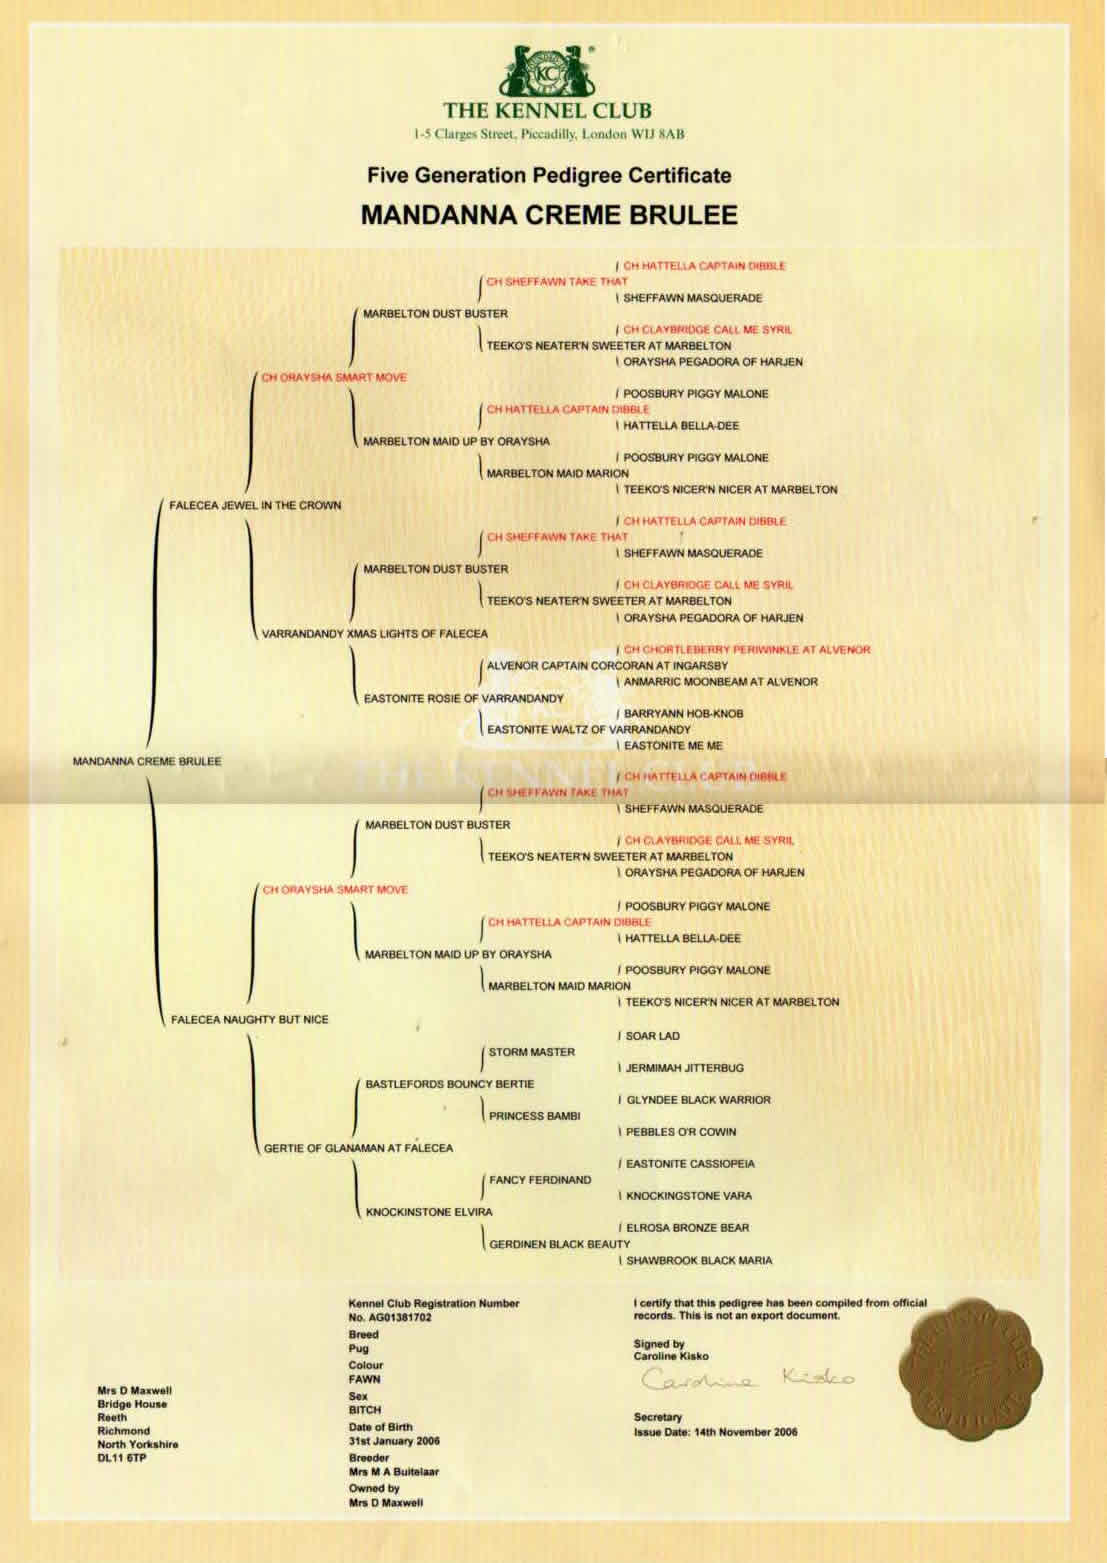 KC
THE KENNEL CLUB
1-5 Clarges Street, Piccadilly, London W1J 8AB
Five Generation Pedigree Certificate
MANDANNA CREME BRULEE
CH HATTELLA CAPTAIN DIBBLE
CH SHEFFAWN TAKE THAT
SHEFFAWN MASQUERADE
MARBELTON DUST BUSTER
CH CLAYBRIDGE CALL ME SYRIL
TEEKO'S NEATER'N SWEETER AT MARBELTON
ORAYSHA PEGADORA OF HARJEN
CH ORAYSHA SMART MOVE
POOSBURY PIGGY MALONE
CH HATTELLA CAPTAIN DIBBLE
HATTELLA BELLA-DEE
MARBELTON MAID UP BY ORAYSHA
POOSBURY PIGGY MALONE
MARBELTON MAID MARION
TEEKO'S NICER'N NICER AT MARBELTON
FALECEA JEWEL IN THE CROWN
CH HATTELLA CAPTAIN DIBBLE
CH SHEFFAWN TAKE THAT
SHEFFAWN MASQUERADE
MARBELTON DUST BUSTER
CH CLAYBRIDGE CALL ME SYRIL
TEEKO'S NEATER'N SWEETER AT MARBELTON
ORAYSHA PEGADORA OF HARJEN
VARRANDANDY XMAS LIGHTS OF FALECEA
CH CHORTLEBERRY PERIWINKLE AT ALVENOR
ALVENOR CAPTAIN CORCORAN AT INGARSBY
ANMARRIC MOONBEAM AT ALVENOR
EASTONITE ROSIE OF VARRANDANDY
BARRYANN HOB-KNOB
EASTONITE WALTZ OF VARRANDANDY
EASTONITE ME ME
MANDANNA CREME BRULEE
THE KENNEL CLUB
CH HATTELLA CAPTAIN DIBBLE
CH SHEFFAWN TAKE THAT
SHEFFAWN MASQUERADE
MARBELTON DUST BUSTER
CH CLAYBRIDGE CALL ME SYRIL
TEEKO'S NEATER'N SWEETER AT MARBELTON
ORAYSHA PEGADORA OF HARJEN
CH ORAYSHA SMART MOVE
POOSBURY PIGGY MALONE
CH HATTELLA CAPTAIN DIBBLE
HATTELLA BELLA-DEE
MARBELTON MAID UP BY ORAYSHA
POOSBURY PIGGY MALONE
MARBELTON MAID MARION
TEEKO'S NICER'N NICER AT MARBELTON
FALECEA NAUGHTY BUT NICE
SOAR LAD
STORM MASTER
JERMIMAH JITTERBUG
BASTLEFORDS BOUNCY BERTIE
GLYNDEE BLACK WARRIOR
PRINCESS BAMBI
PEBBLES O'R COWIN
GERTIE OF GLANAMAN AT FALECEA
EASTONITE CASSIOPEIA
FANCY FERDINAND
KNOCKINGSTONE VARA
KNOCKINSTONE ELVIRA
ELROSA BRONZE BEAR
GERDINEN BLACK BEAUTY
SHAWBROOK BLACK MARIA
Mrs D Maxwell
Bridge House
Reeth
Richmond
North Yorkshire
DL11 6TP
Kennel Club Registration Number
No. AG01381702
Breed
Pug
Colour
FAWN
Sex
BITCH
Date of Birth
31st January 2006
Breeder
Mrs M A Buitelaar
Owned by
Mrs D Maxwell
I certify that this pedigree has been compiled from official
records. This is not an export document.
Signed by
Caroline Kisko
Caroline Kisko
Secretary
Issue Date: 14th November 2006
THE KENNEL CLUB
CERTIFICATE